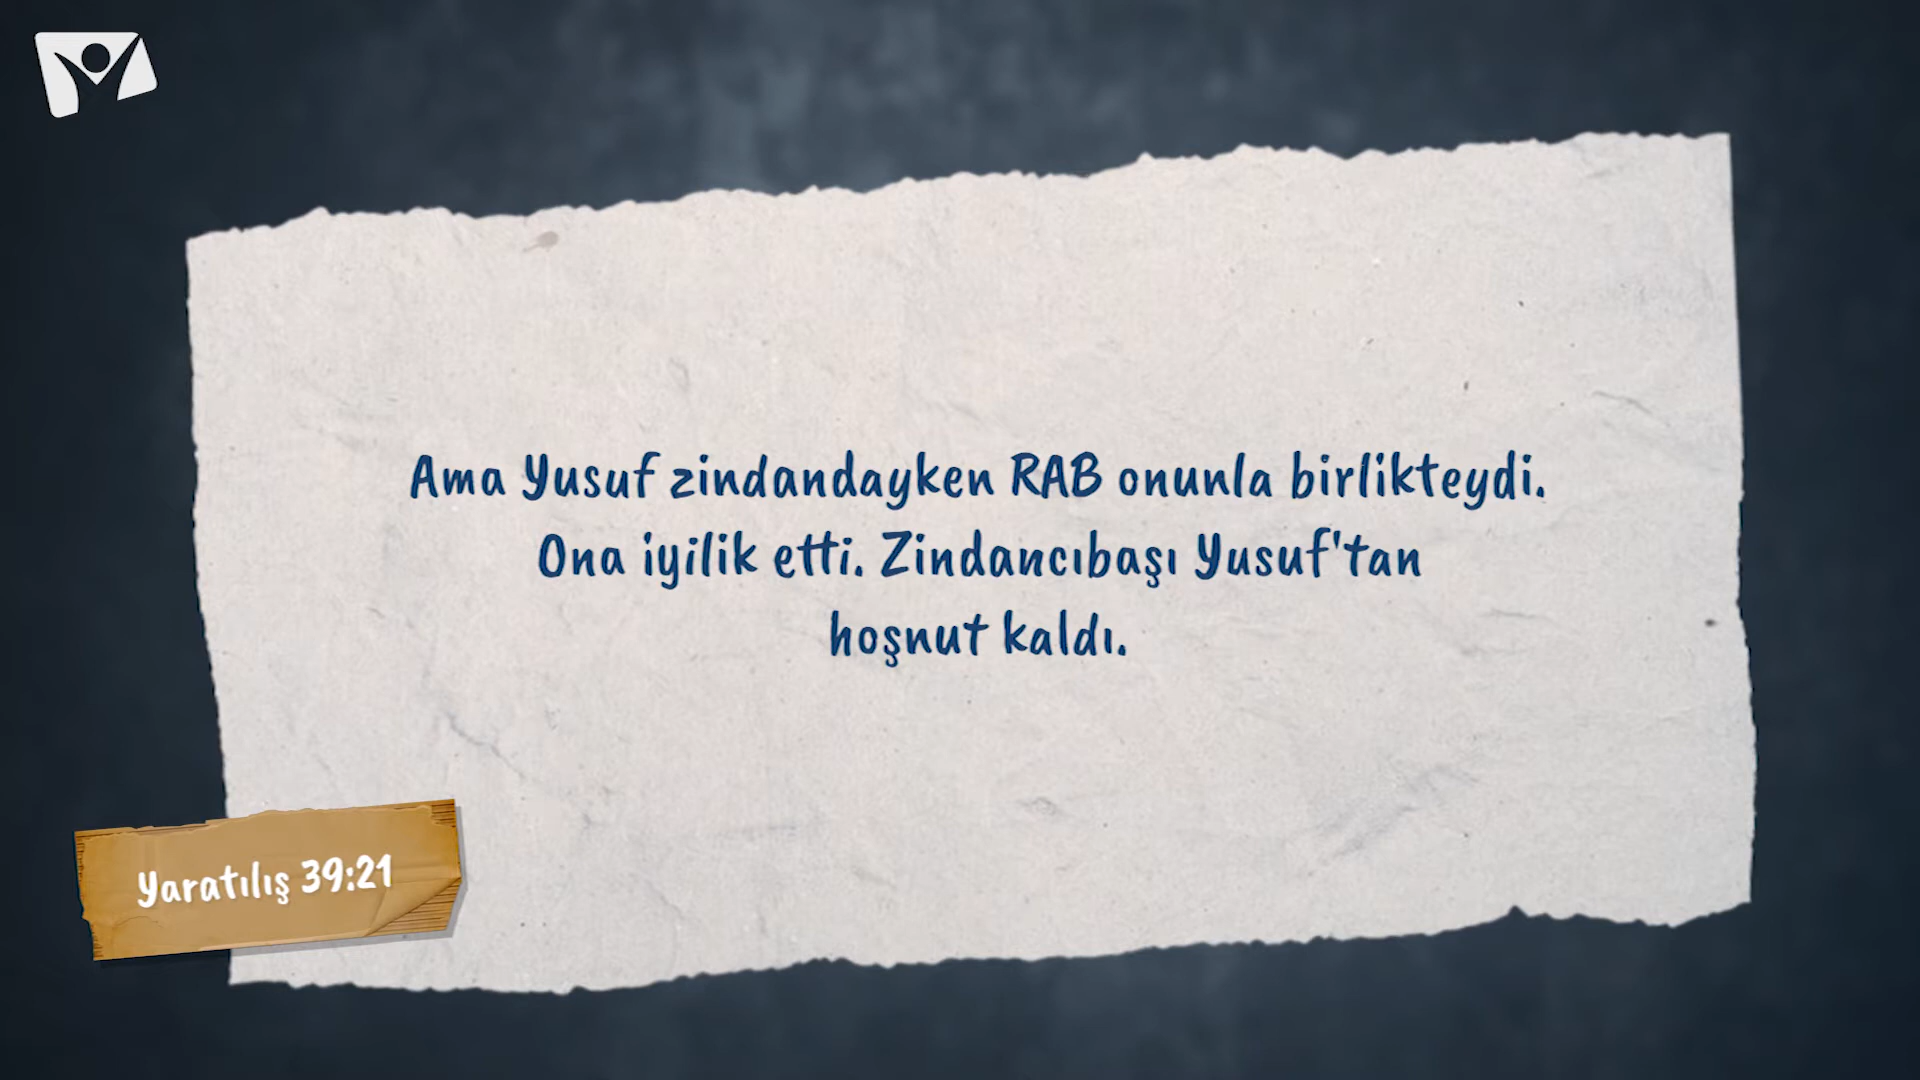 Ama Yusuf zindandayken RAB onunla birlikteydi.
Ona iyilik etti. Zindancıbaşı Yusuf'tan
hoşnut kaldı.
Yaratılış 39:21